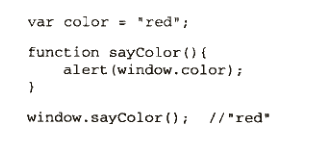 var color = "red";
function sayColor(){
    alert(window.color);
}
window.sayColor();  //"red"